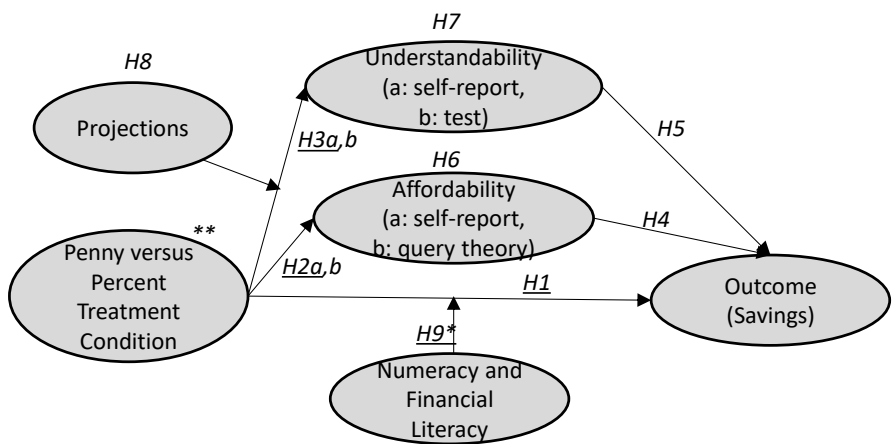 H7
H8
Understandability
(a: self-report,
b: test)
Projections
H5
H3a,b
H6
Affordability
(a: self-report,
b: query theory)
**
H4
Penny versus
Percent
Treatment
Condition
H2a,b
H1
Outcome
(Savings)
H9*
Numeracy and
Financial
Literacy